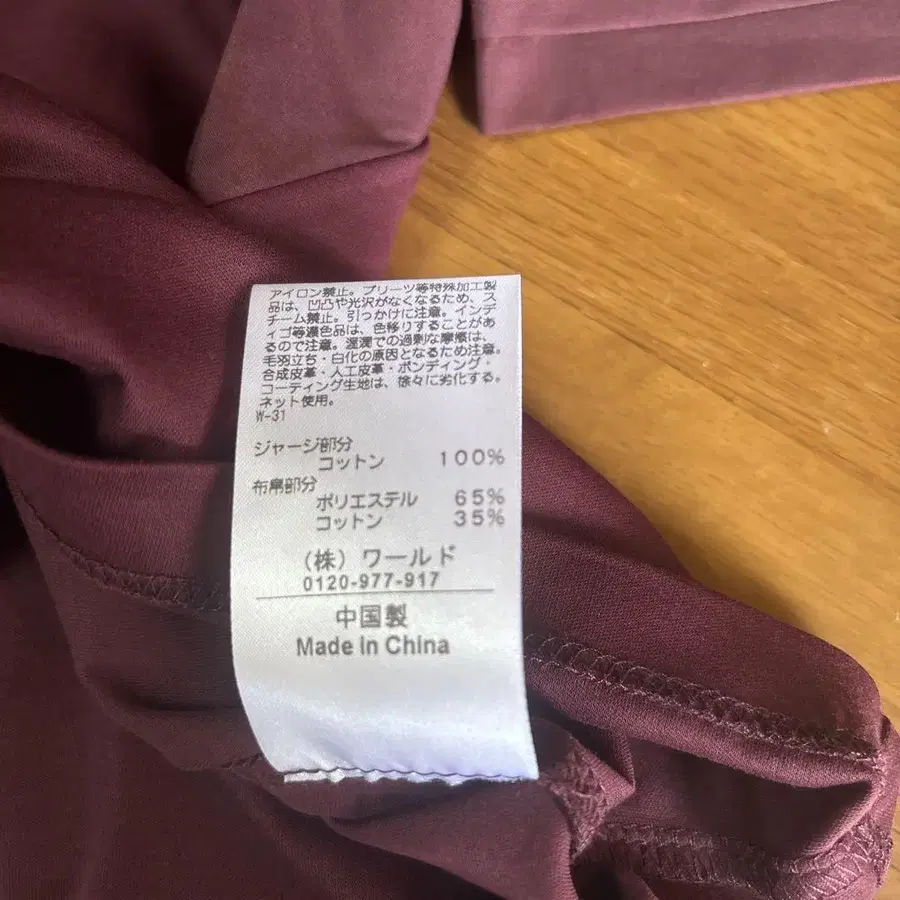 アイロン禁止。プリーツ等特殊加工製
品は、凹凸や光沢がなくなるため、ス
チーム禁止。引っかけに注意。インデ
ィゴ等濃色品は、色移りすることがあ
るので注意。湿潤での過剰な摩擦は、
毛羽立ち・白化の原因となるため注意。
合成皮革・人工皮革・ボンディング・
コーティング生地は、徐々に劣化する。
ネット使用。
W-31
ジャージ部分
コットン 100%
布帛部分
ポリエステル 65%
コットン 35%
(株) ワールド
0120-977-917
中国製
Made In China